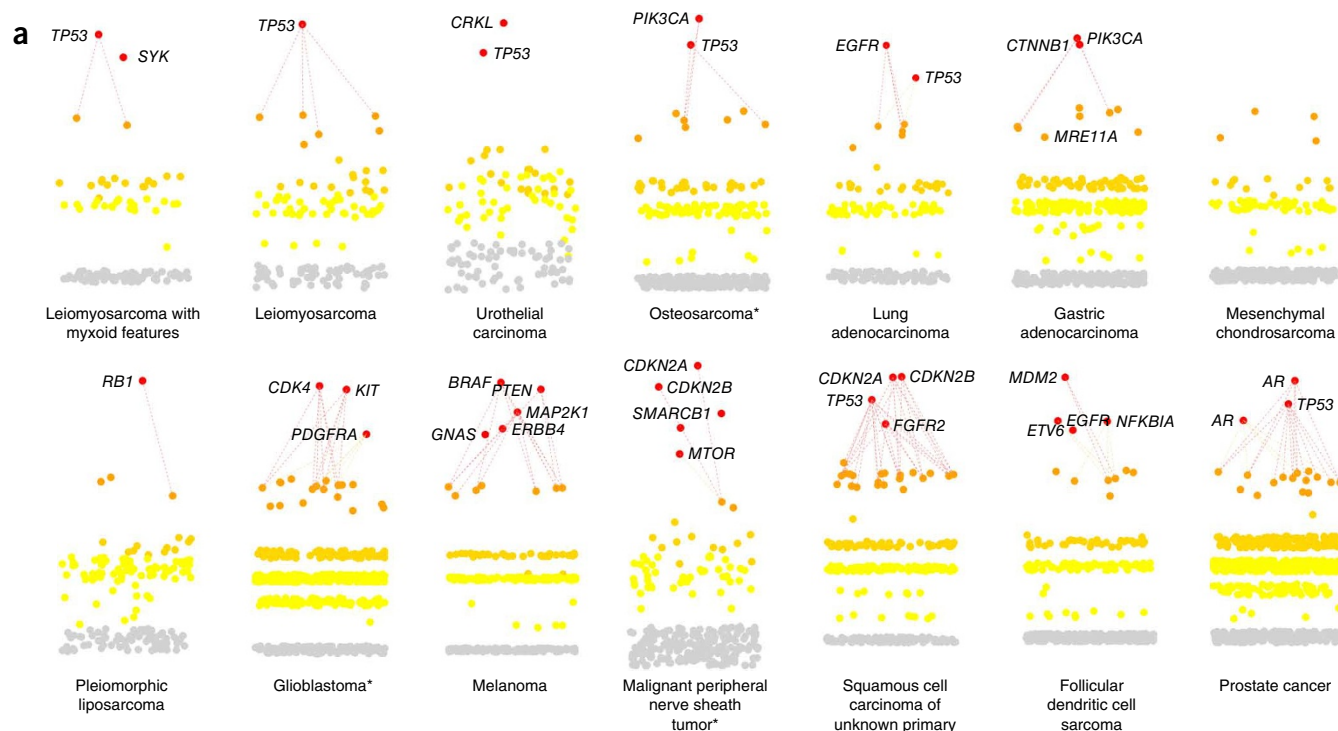 a
TP53
SYK
TP53
CRKL
TP53
PIK3CA
TP53
EGFR
TP53
PIK3CA
CTNNB1
MRE11A
Leiomyosarcoma with
myxoid features
Leiomyosarcoma
Urothelial
carcinoma
Osteosarcoma*
Lung
adenocarcinoma
Gastric
adenocarcinoma
Mesenchymal
chondrosarcoma
RB1
CDK4
KIT
PDGFRA
BRAF
PTEN
MAP2K1
GNAS
ERBB4
CDKN2A
CDKN2B
SMARCB1
MTOR
CDKN2A
CDKN2B
TP53
FGFR2
MDM2
EGFR
NFKBIA
ETV6
AR
TP53
AR
Pleiomorphic
liposarcoma
Glioblastoma*
Melanoma
Malignant peripheral
nerve sheath
tumor*
Squamous cell
carcinoma of
unknown primary
Follicular
dendritic cell
sarcoma
Prostate cancer